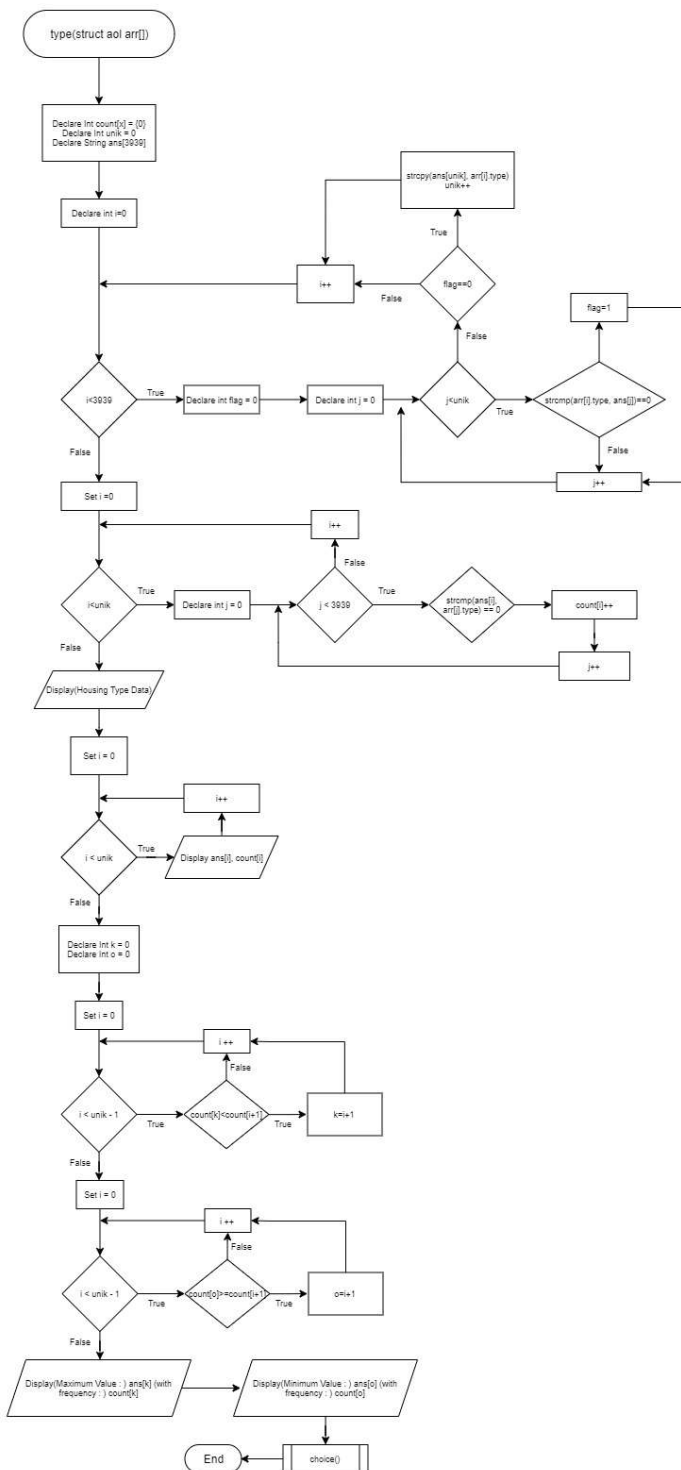 type(struct aol arr[])
Declare Int count[x] = {0}
Declare Int unik = 0
Declare String ans[3939]
Declare int i=0
strcpy(ans[unik], arr[i].type)
unik++
True
i++
False
flag==0
flag=1
False
i<3939
True
Declare int flag = 0
Declare int j = 0
j<unik
True
strcmp(arr[i].type, ans[j])==0
False
False
j++
Set i =0
i++
False
i<unik
True
Declare int j = 0
j < 3939
True
strcmp(ans[i],
arr[j].type) == 0
count[i]++
False
j++
Display(Housing Type Data)
Set i = 0
i++
i < unik
True
Display ans[i], count[i]
False
Declare Int k = 0
Declare Int o = 0
Set i = 0
i ++
False
i < unik - 1
True
count[k]<count[i+1]
True
k=i+1
False
Set i = 0
i ++
False
i < unik - 1
True
count[o]>=count[i+1]
True
o=i+1
False
Display(Maximum Value : ) ans[k] (with
frequency : ) count[k]
Display(Minimum Value : ) ans[o] (with
frequency : ) count[o]
End
choice()